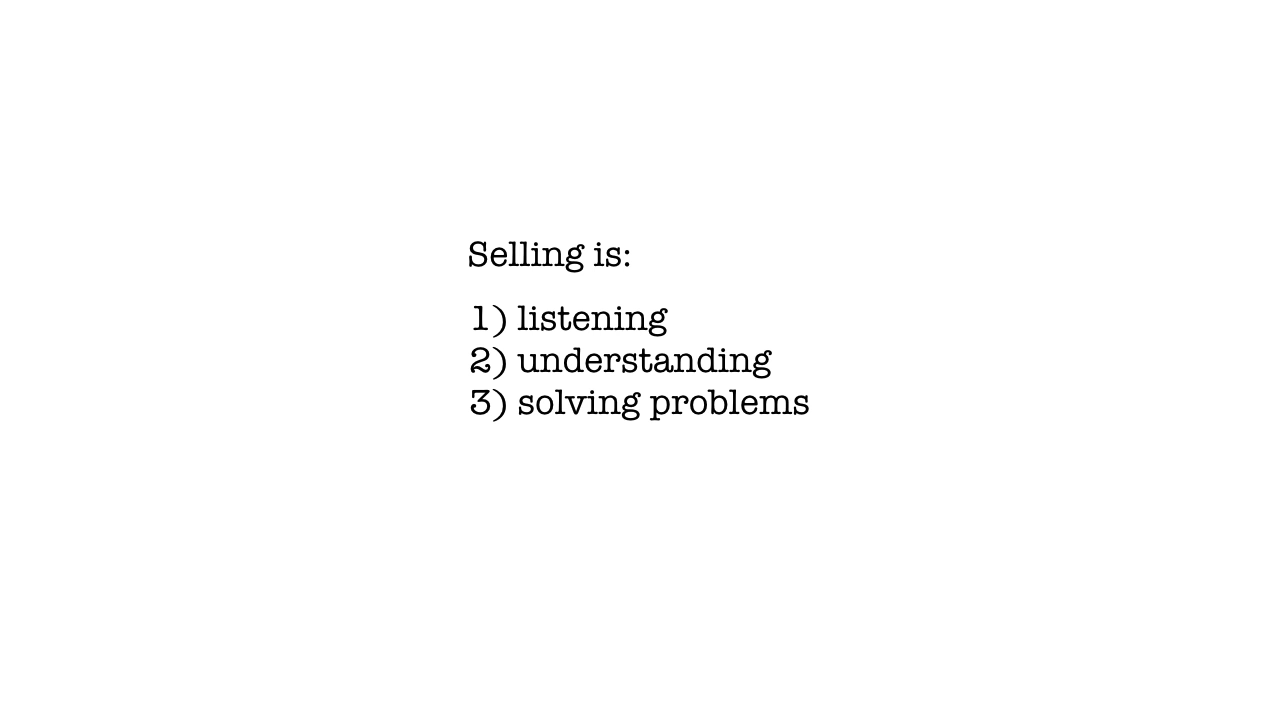 Selling is:
1) listening
2) understanding
3) solving problems